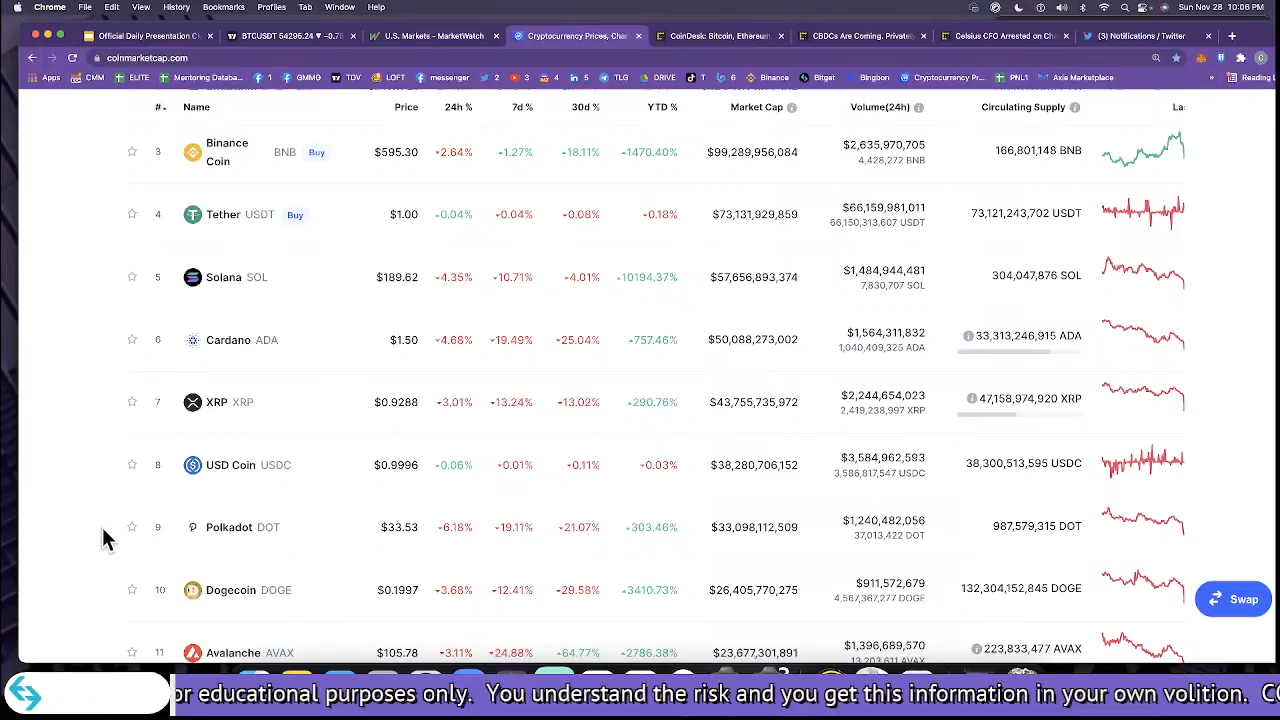 Chrome File Edit View History Bookmarks Profiles Tab Window Help Sun Nov 28 10:06 PM
Official Daily Presentation C BTCUSDT 54295.24 ▼ -0.76 U.S. Markets - MarketWatch Cryptocurrency Prices, Char CoinDesk: Bitcoin, Ethereum, CBDCs Are Coming, Private Celsius CFO Arrested on Ch (3) Notifications / Twitter
coinmarketcap.com
Apps CMM ELITE Mentoring Databa... 1 GMMG TDV LOFT messenger 2 3 4 5 TLG DRIVE T Binance Bitget Bitpinon Cryptocurrency Pr... PNL1 Axie Marketplace » Reading
# Name Price 24h % 7d % 30d % YTD % Market Cap Volume(24h) Circulating Supply La
3 Binance Coin BNB Buy $595.30 2.64% 1.27% 18.11% 1470.40% $99,289,956,084 $2,635,970,705 166,801,148 BNB
4,428,272 BNB
4 Tether USDT Buy $1.00 0.04% 0.04% 0.08% 0.18% $73,131,929,859 $66,159,981,011 73,121,243,702 USDT
66,150,313,607 USDT
5 Solana SOL $189.62 4.35% 10.71% 4.01% 10194.37% $57,656,893,374 $1,484,944,481 304,047,876 SOL
7,830,707 SOL
6 Cardano ADA $1.50 4.68% 19.49% 25.04% 757.46% $50,088,273,002 $1,564,311,832 33,313,246,915 ADA
1,040,409,325 ADA
7 XRP XRP $0.9288 13.24% 13.02% 290.76% $43,755,735,972 $2,244,654,023 47,158,974,920 XRP
2,419,238,997 XRP
8 USD Coin USDC $0.9996 0.06% 0.01% 0.11% 0.03% $38,280,706,152 $3,584,962,593 38,300,513,595 USDC
3,586,817,547 USDC
9 Polkadot DOT $33.53 6.18% 19.11% 21.07% 303.46% $33,098,112,509 $1,240,482,056 987,579,315 DOT
37,013,422 DOT
10 Dogecoin DOGE $0.1997 3.68% 12.41% 29.58% 3410.73% $26,405,770,275 $911,572,679 132,304,152,845 DOGE
4,567,367,277 DOGE
Swap
11 Avalanche AVAX $105.78 3.11% 24.88% 64.77% 2786.38% $23,677,331,801 $1,396,689,570 223,833,477 AVAX
13,203,611 AVAX
or educational purposes only. You understand the risk and you get this information in your own volition. CO